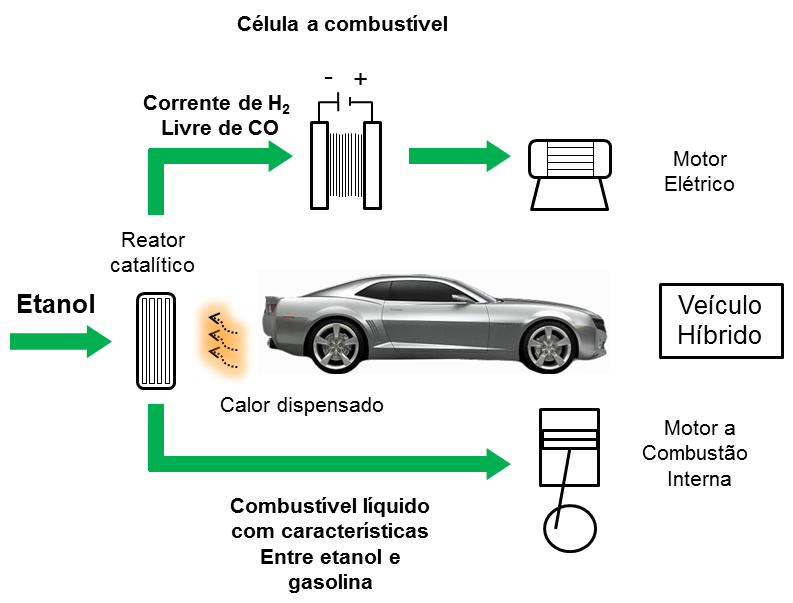 Célula a combustível
- +
Corrente de H₂
Livre de CO
Motor
Elétrico
Reator
catalítico
Etanol
Veículo
Híbrido
Calor dispensado
Motor a
Combustão
Interna
Combustível líquido
com características
Entre etanol e
gasolina